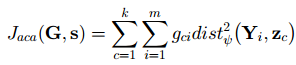 J_{aca}(\mathbf{G}, \mathbf{s}) = \sum_{c=1}^{k} \sum_{i=1}^{m} g_{ci} dist_{\psi}^{2}(\mathbf{Y}_i, \mathbf{z}_c)